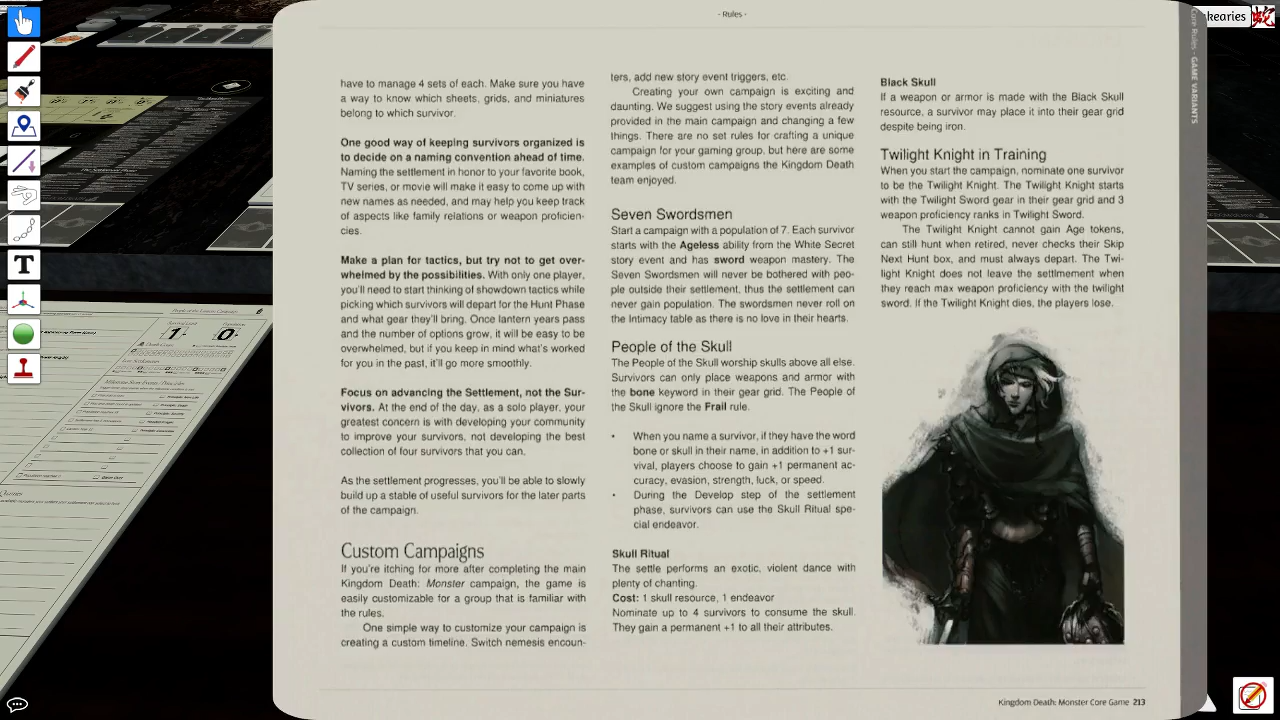 - Rules -
have to manage 4 sets of each. Make sure you have
a way to know which sheets, grids, and miniatures
belong to which survivor.
One good way of keeping survivors organized is
to decide on a naming convention ahead of time.
Naming the settlement in honor to your favorite book,
TV series, or movie will make it easy to come up with
new names as needed, and may help you keep track
of aspects like family relations or weapon proficien-
cies.
Make a plan for tactics, but try not to get over-
whelmed by the possibilities. With only one player,
you'll need to start thinking of showdown tactics while
picking which survivors will depart for the Hunt Phase
and what gear they'll bring. Once lantern years pass
and the number of options grow, it will be easy to be
overwhelmed, but if you keep in mind what's worked
for you in the past, it'll go more smoothly.
Focus on advancing the Settlement, not the Sur-
vivors. At the end of the day, as a solo player, your
greatest concern is with developing your community
to improve your survivors, not developing the best
collection of four survivors that you can.
As the settlement progresses, you'll be able to slowly
build up a stable of useful survivors for the later parts
of the campaign.
Custom Campaigns
If you're itching for more after completing the main
Kingdom Death: Monster campaign, the game is
easily customizable for a group that is familiar with
the rules.
One simple way to customize your campaign is
creating a custom timeline. Switch nemesis encoun-
ters, add new story event triggers, etc.
Creating your own campaign is exciting and
daunting. We suggest using the story events already
provided in the main campaign and changing a few
things. There are no set rules for crafting a unique
campaign for your gaming group, but here are some
examples of custom campaigns the Kingdom Death
team enjoyed.
Seven Swordsmen
Start a campaign with a population of 7. Each survivor
starts with the Ageless ability from the White Secret
story event and has sword weapon mastery. The
Seven Swordsmen will never be bothered with peo-
ple outside their settlement, thus the settlement can
never gain population. The swordsmen never roll on
the Intimacy table as there is no love in their hearts.
People of the Skull
The People of the Skull worship skulls above all else.
Survivors can only place weapons and armor with
the bone keyword in their gear grid. The People of
the Skull ignore the Frail rule.
• When you name a survivor, if they have the word
bone or skull in their name, in addition to +1 sur-
vival, players choose to gain +1 permanent ac-
curacy, evasion, strength, luck, or speed.
• During the Develop step of the settlement
phase, survivors can use the Skull Ritual spe-
cial endeavor.
Skull Ritual
The settle performs an exotic, violent dance with
plenty of chanting.
Cost: 1 skull resource, 1 endeavor
Nominate up to 4 survivors to consume the skull.
They gain a permanent +1 to all their attributes.
Black Skull
If a weapon or armor is made with the Black Skull
resource, a survivor may place it into their gear grid
despite being iron.
Twilight Knight in Training
When you start the campaign, nominate one survivor
to be the Twilight Knight. The Twilight Knight starts
with the Twilight Sword gear in their gear grid and 3
weapon proficiency ranks in Twilight Sword.
The Twilight Knight cannot gain Age tokens,
can still hunt when retired, never checks their Skip
Next Hunt box, and must always depart. The Twi-
light Knight does not leave the settlmement when
they reach max weapon proficiency with the twilight
sword. If the Twilight Knight dies, the players lose.
Kingdom Death: Monster Core Game 213
Core Rules - GAME VARIANTS
kearies
T
1
0